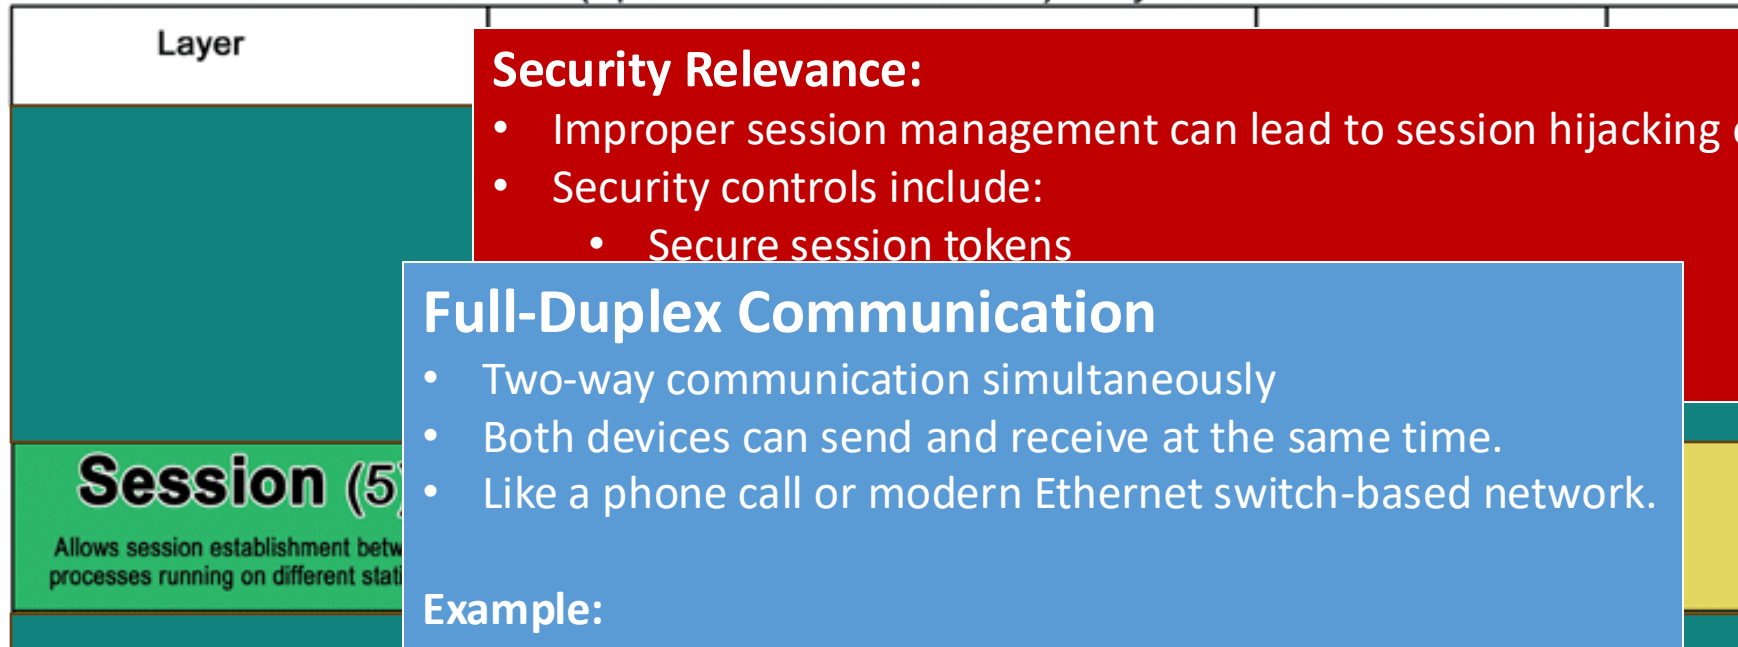 Layer
Security Relevance:
• Improper session management can lead to session hijacking
• Security controls include:
• Secure session tokens
Full-Duplex Communication
• Two-way communication simultaneously
• Both devices can send and receive at the same time.
• Like a phone call or modern Ethernet switch-based network.
Example:
Session (5)
Allows session establishment
processes running on different